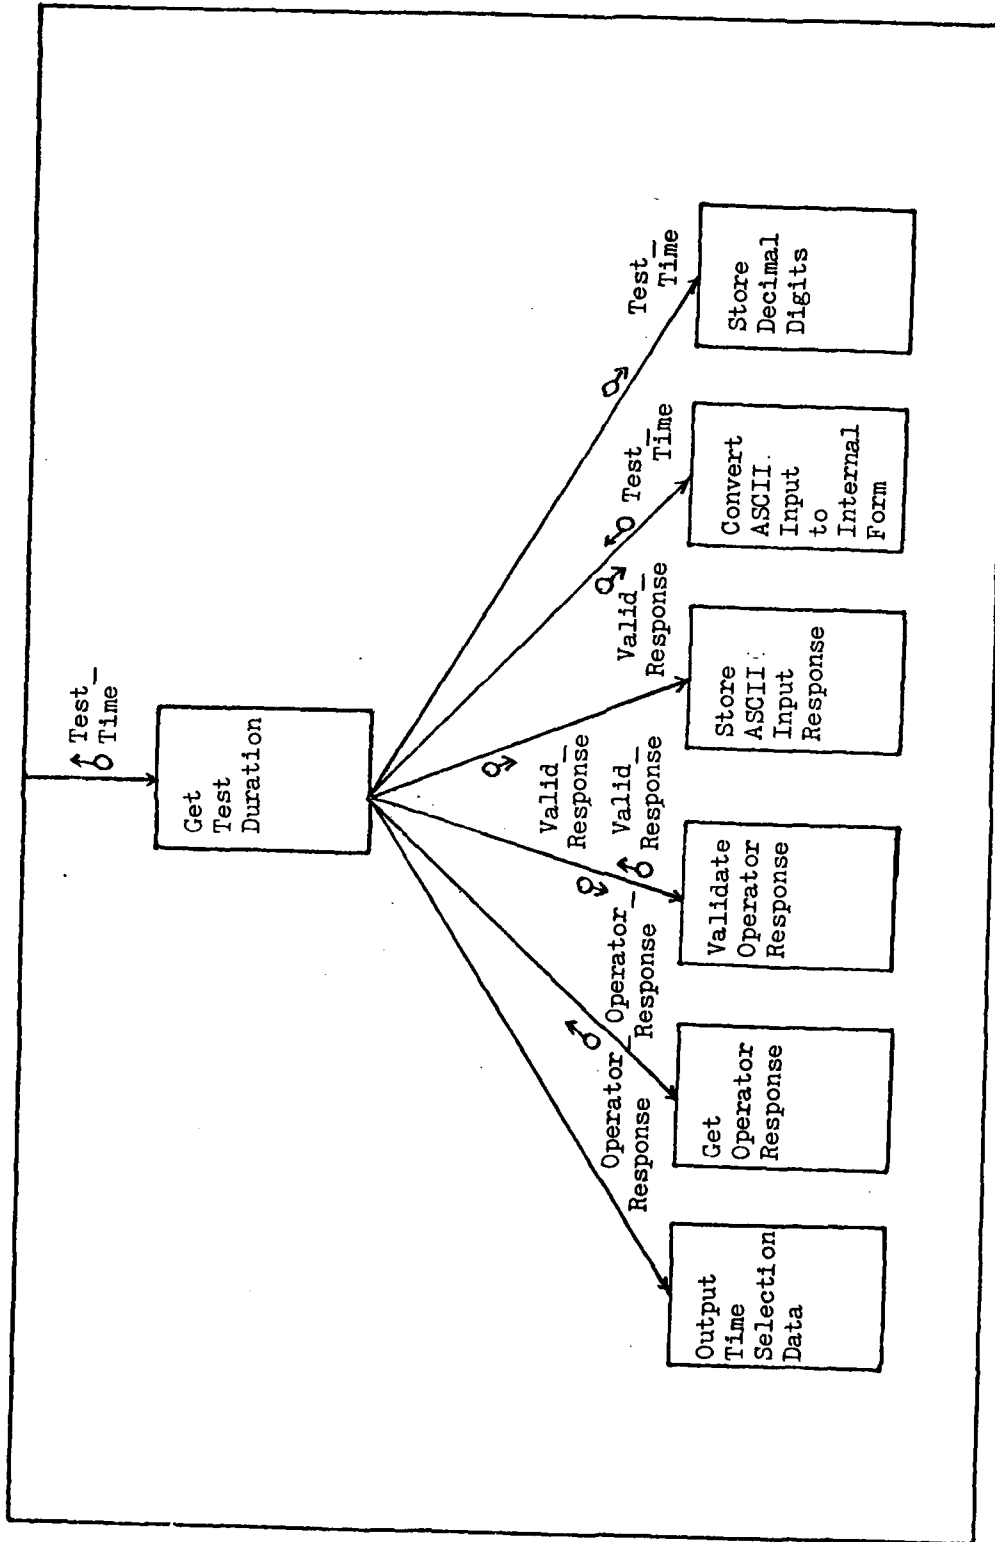 Test_
Time
Get
Test
Duration
Operator_
Response
Operator_
Response
Valid_
Response
Valid_
Response
Valid_
Response
Test_
Time
Test_
Time
Output
Time
Selection
Data
Get
Operator
Response
Validate
Operator
Response
Store
ASCII
Input
Response
Convert
ASCII
Input
to
Internal
Form
Store
Decimal
Digits